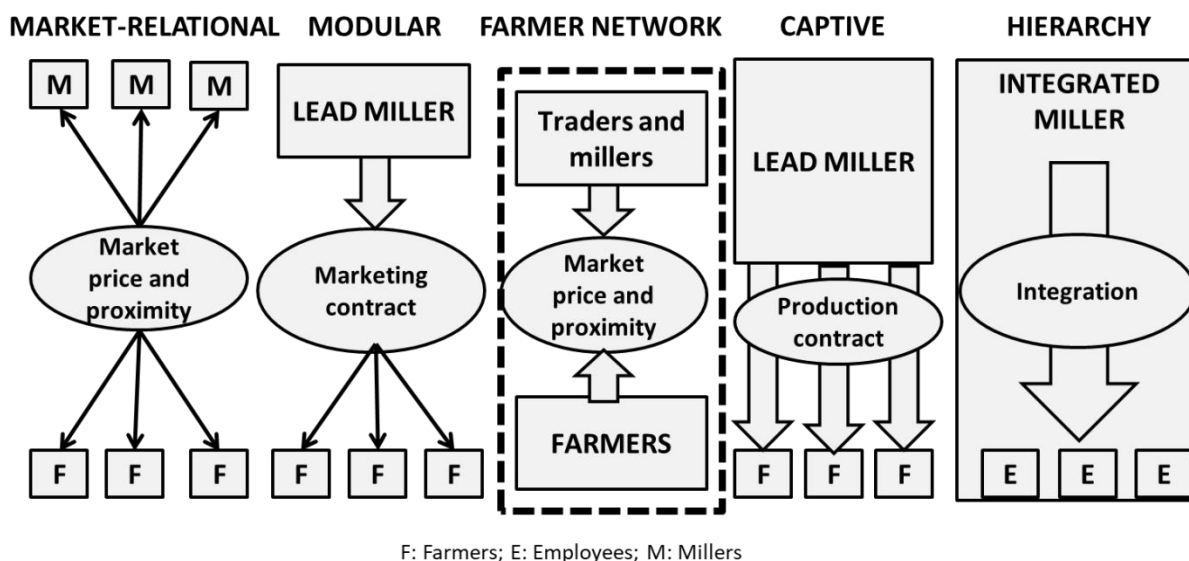 MARKET-RELATIONAL
M M M
Market
price and
proximity
F F F
MODULAR
LEAD MILLER
Marketing
contract
F F F
FARMER NETWORK
Traders and
millers
Market
price and
proximity
FARMERS
CAPTIVE
LEAD MILLER
Production
contract
F F F
HIERARCHY
INTEGRATED
MILLER
Integration
E E E
F: Farmers; E: Employees; M: Millers